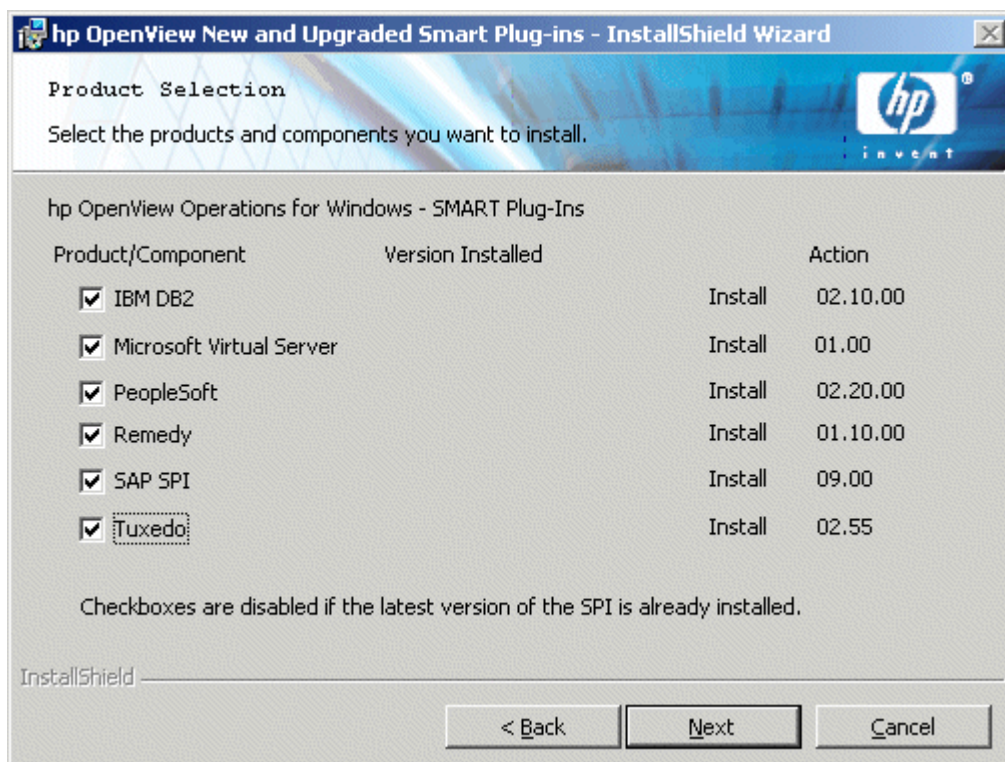 hp OpenView New and Upgraded Smart Plug-ins - InstallShield Wizard
Product Selection
Select the products and components you want to install.
hp
®
invent
hp OpenView Operations for Windows - SMART Plug-Ins
Product/Component Version Installed Action
IBM DB2 Install 02.10.00
Microsoft Virtual Server Install 01.00
PeopleSoft Install 02.20.00
Remedy Install 01.10.00
SAP SPI Install 09.00
Tuxedo Install 02.55
Checkboxes are disabled if the latest version of the SPI is already installed.
InstallShield
< Back Next Cancel